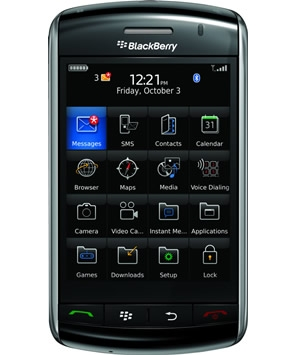 BlackBerry
3 12:21 PM
Friday, October 3
Messages SMS Contacts Calendar
31
Browser Maps Media Voice Dialing
Camera Video Ca... Instant Me... Applications
Games Downloads Setup Lock